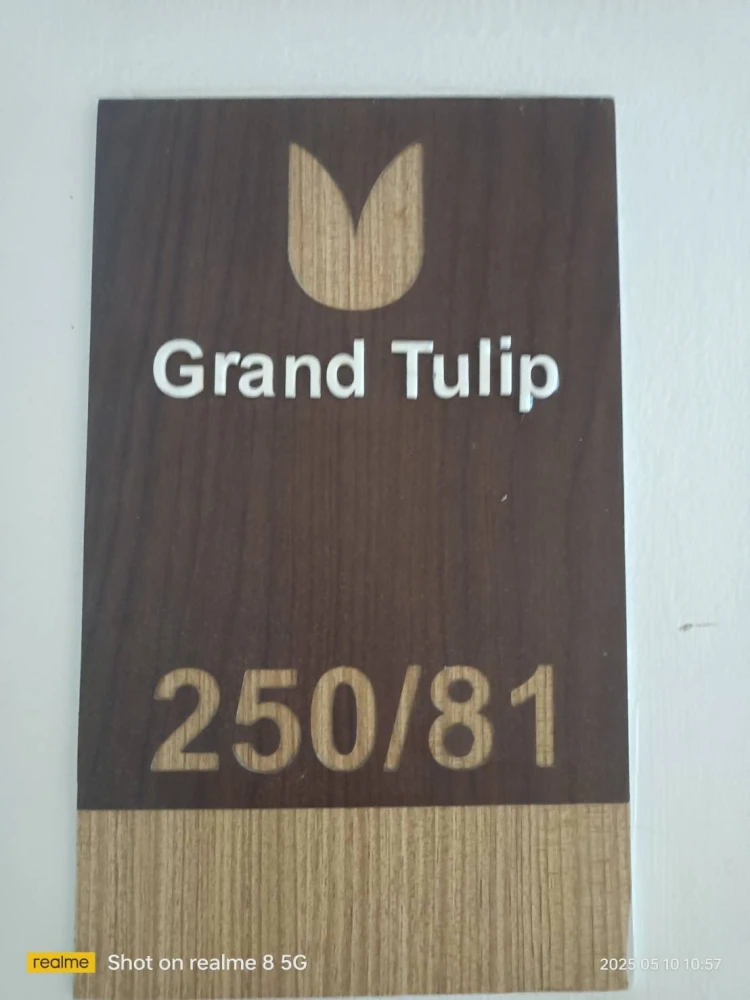 Grand Tulip
250/81
realme Shot on realme 8 5G
2025 05 10 10:57